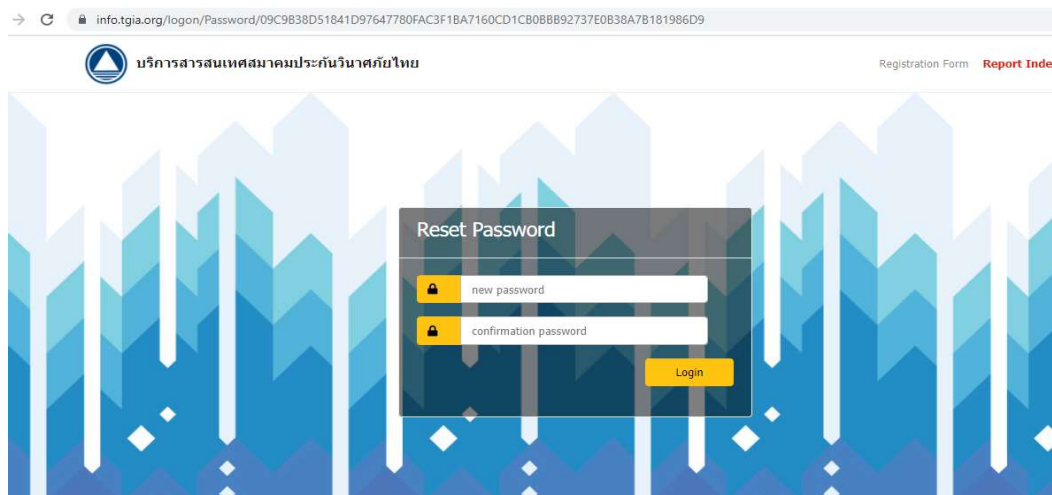 info.tgia.org/logon/Password/09C9B38D51841D97647780FAC3F1BA7160CD1CB0BBB92737E0B38A7B181986D9
บริการสารสนเทศสมาคมประกันวินาศภัยไทย
Registration Form Report Inde
Reset Password
new password
confirmation password
Login